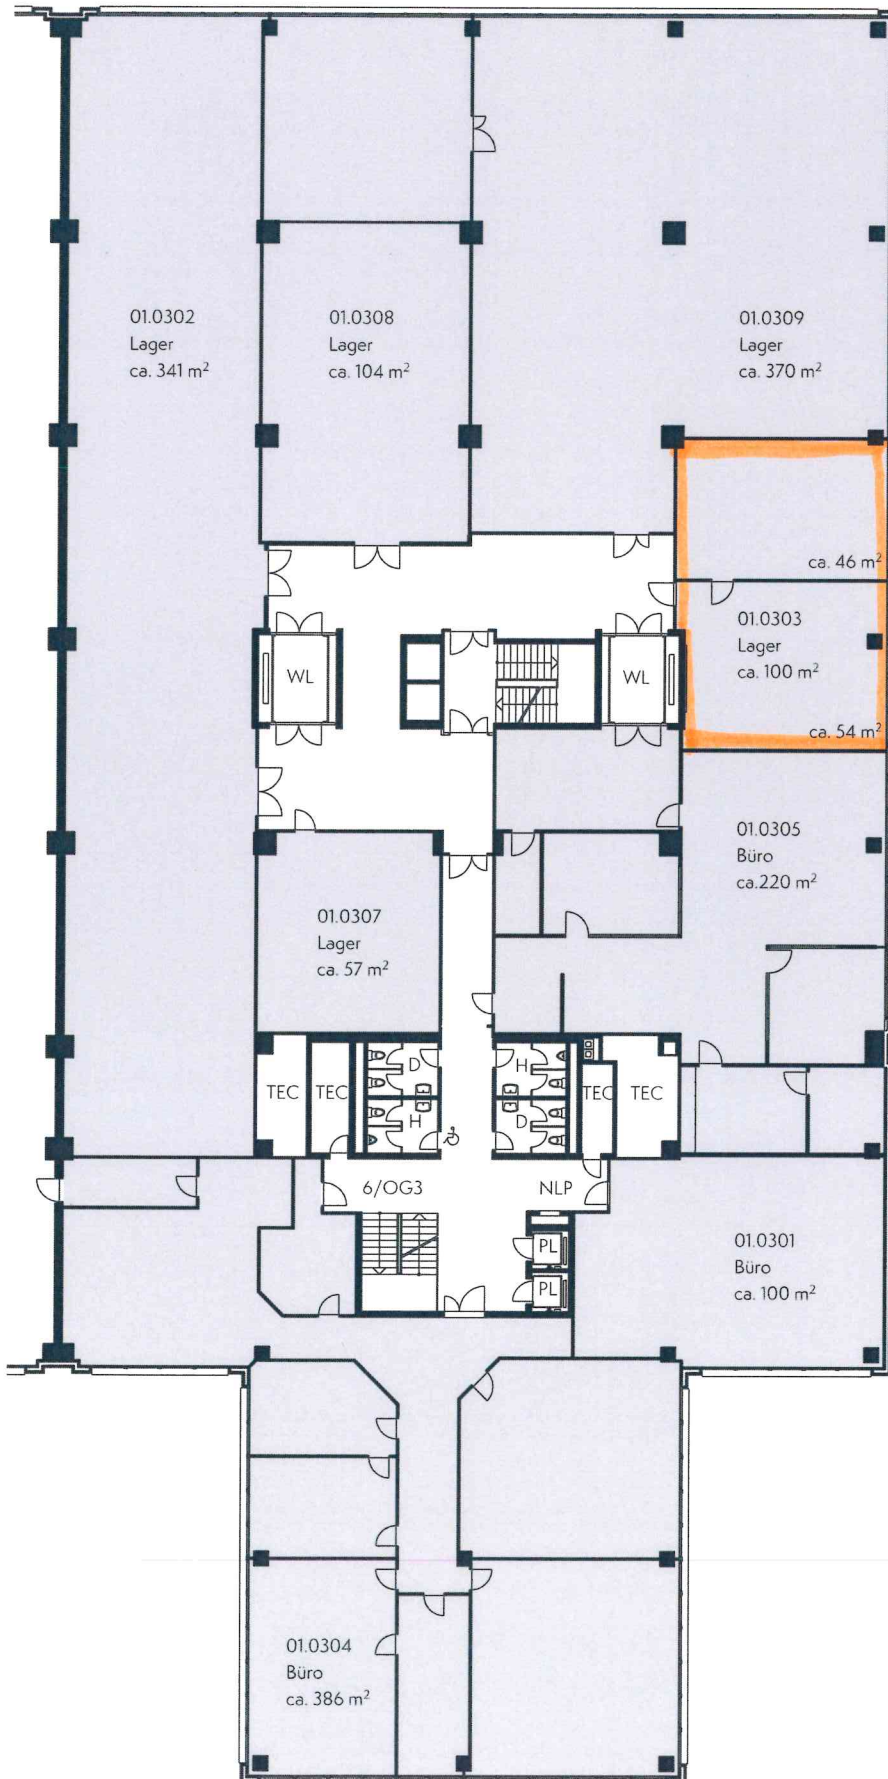 01.0302
Lager
ca. 341 m²
01.0308
Lager
ca. 104 m²
01.0309
Lager
ca. 370 m²
ca. 46 m²
01.0303
Lager
ca. 100 m²
ca. 54 m²
WL
WL
01.0305
Büro
ca.220 m²
01.0307
Lager
ca. 57 m²
TEC
TEC
D
H
H
D
TEC
TEC
6/OG3
NLP
PL
PL
01.0301
Büro
ca. 100 m²
01.0304
Büro
ca. 386 m²